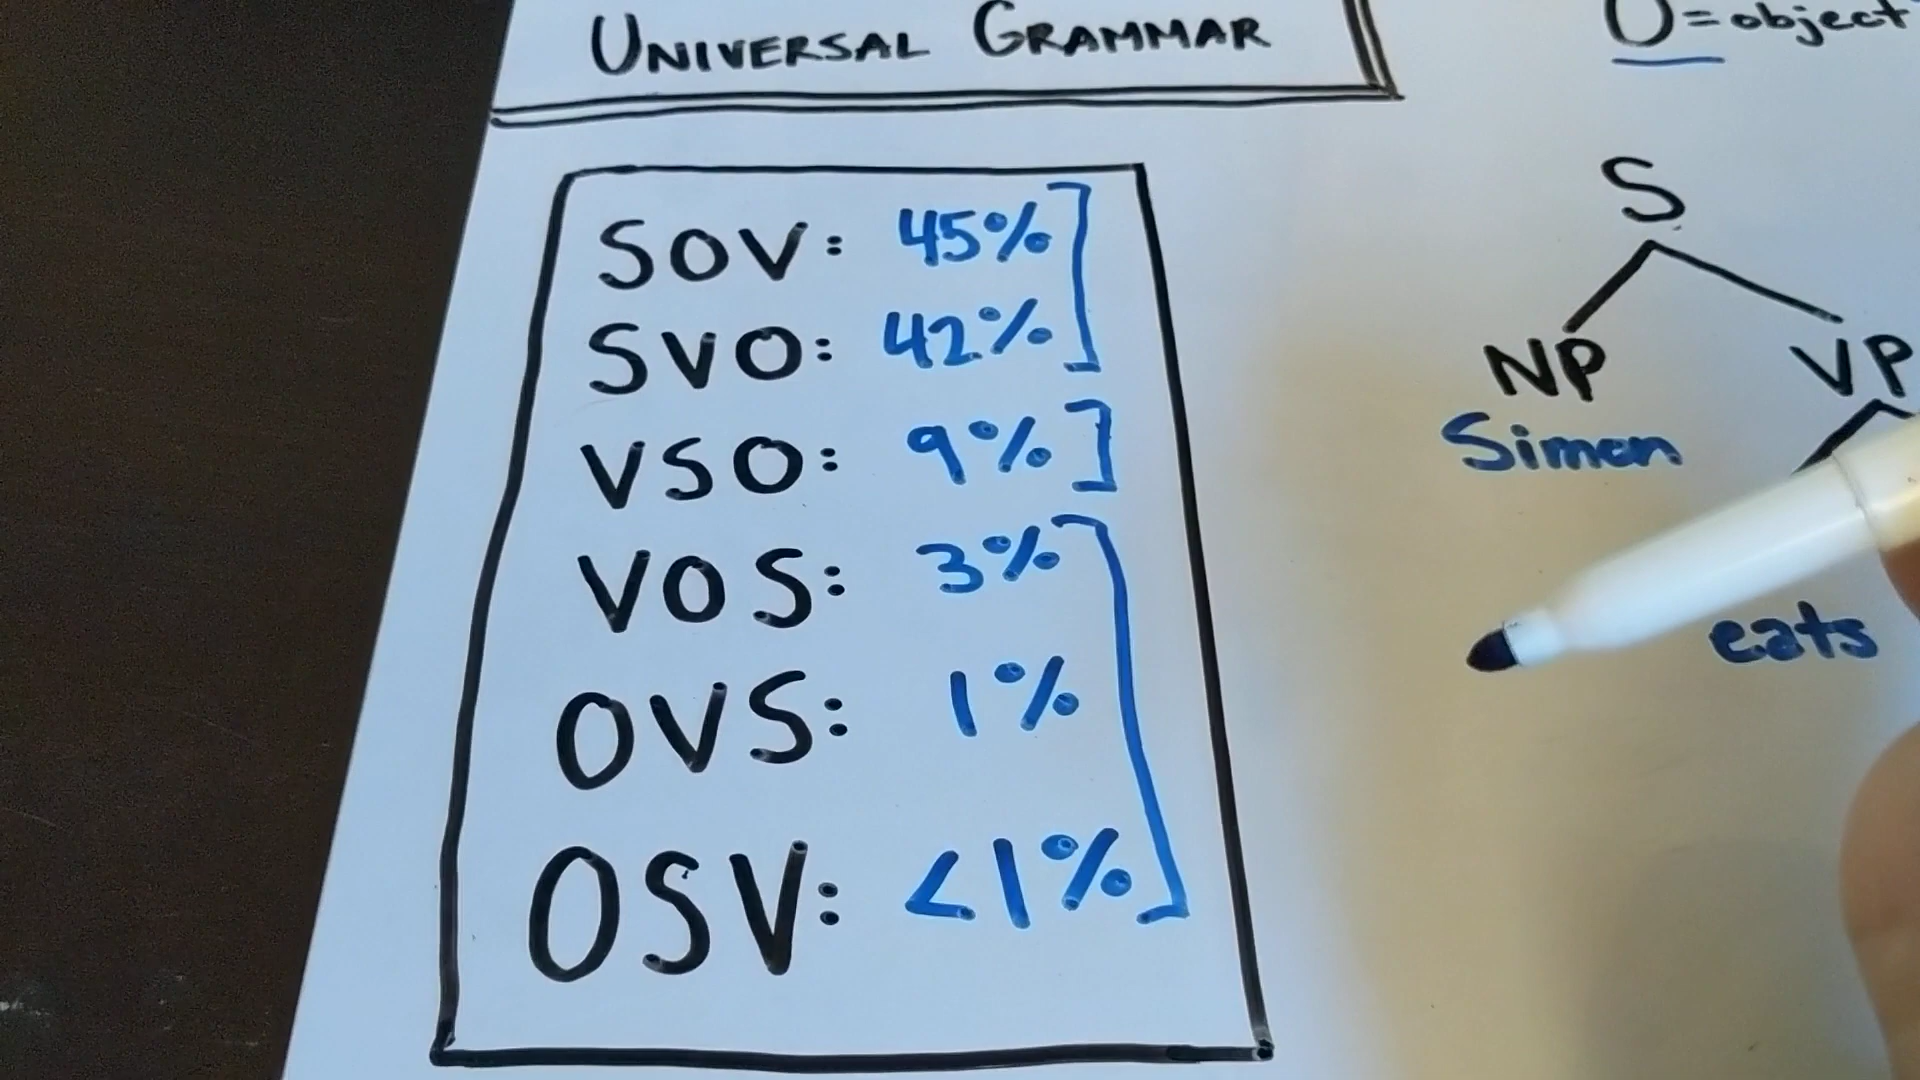 UNIVERSAL GRAMMAR
O = object
SOV: 45%
SVO: 42%
VSO: 9%
VOS: 3%
OVS: 1%
OSV: <1%
S
NP VP
Simon
eats